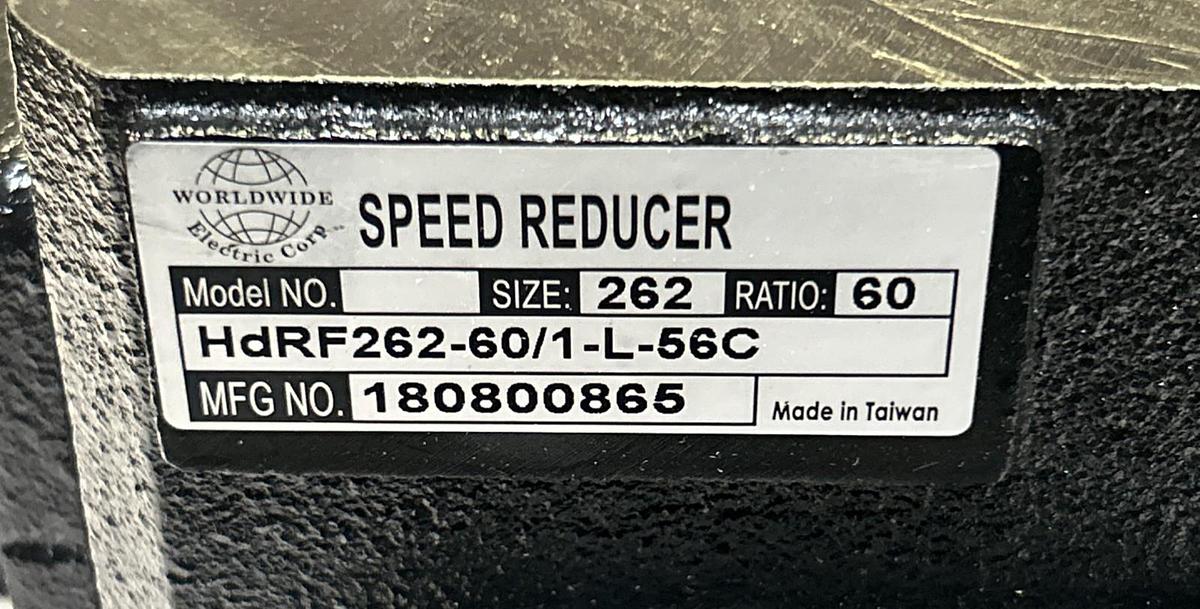 WORLDWIDE
Electric Corp
SPEED REDUCER
Model NO. SIZE: 262 RATIO: 60
HdRF262-60/1-L-56C
MFG NO. 180800865 Made in Taiwan